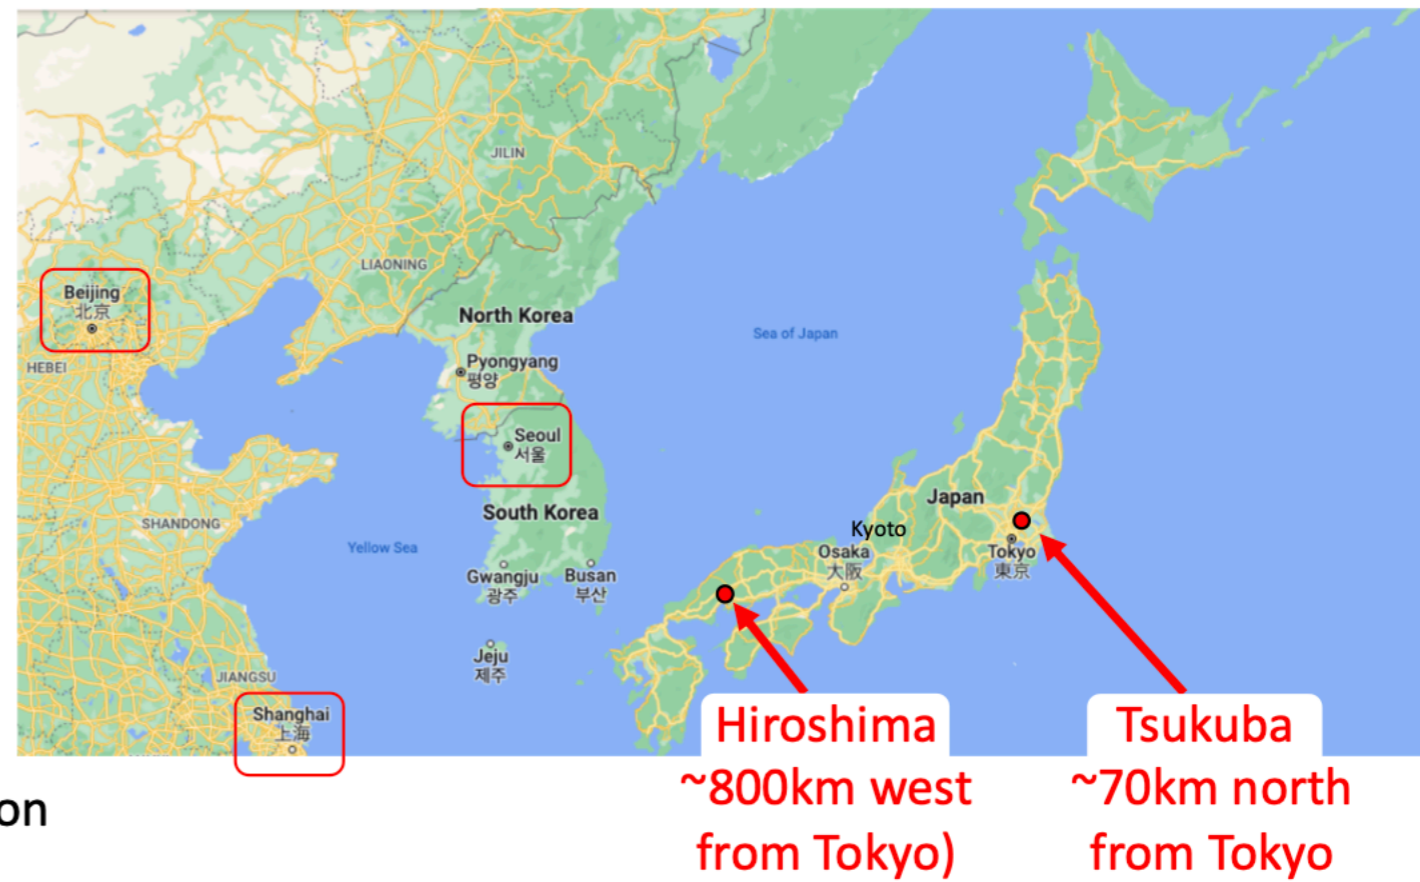 JILIN
LIAONING
Beijing
北京
HEBEI
North Korea
Sea of Japan
Pyongyang
평양
Seoul
서울
South Korea
SHANDONG
Yellow Sea
Japan
Kyoto
Osaka
大阪
Tokyo
東京
Gwangju
광주
Busan
부산
Jeju
제주
JIANGSU
Shanghai
上海
Hiroshima
~800km west
from Tokyo)
Tsukuba
~70km north
from Tokyo
on